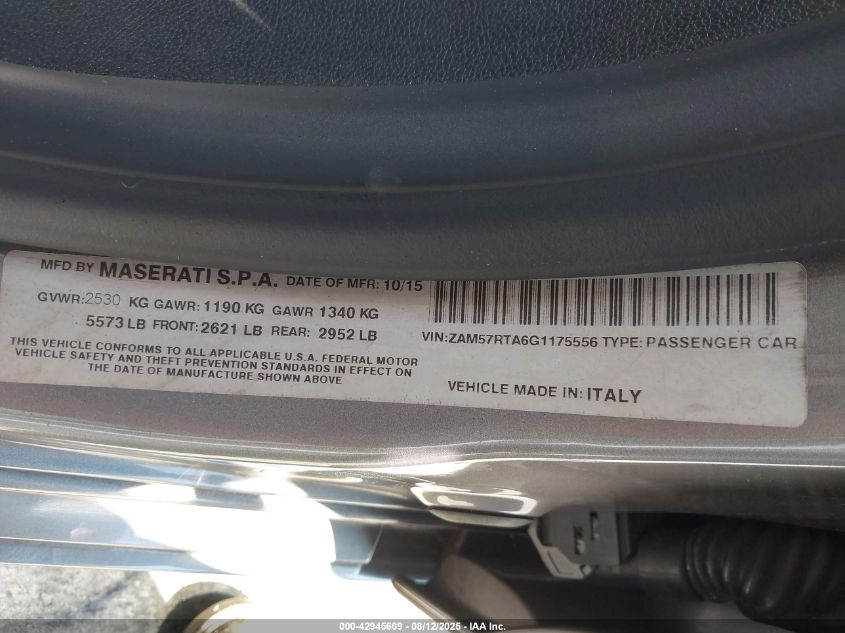 MFD BY MASERATI S.P.A. DATE OF MFR: 10/15
GVWR: 2530 KG GAWR: 1190 KG GAWR 1340 KG
5573 LB FRONT: 2621 LB REAR: 2952 LB
THIS VEHICLE CONFORMS TO ALL APPLICABLE U.S.A. FEDERAL MOTOR
VEHICLE SAFETY AND THEFT PREVENTION STANDARDS IN EFFECT ON
THE DATE OF MANUFACTURE SHOWN ABOVE
VIN:ZAM57RTA6G1175556 TYPE: PASSENGER CAR
VEHICLE MADE IN: ITALY
000-42945609 - 08/12/2025 - IAA Inc.